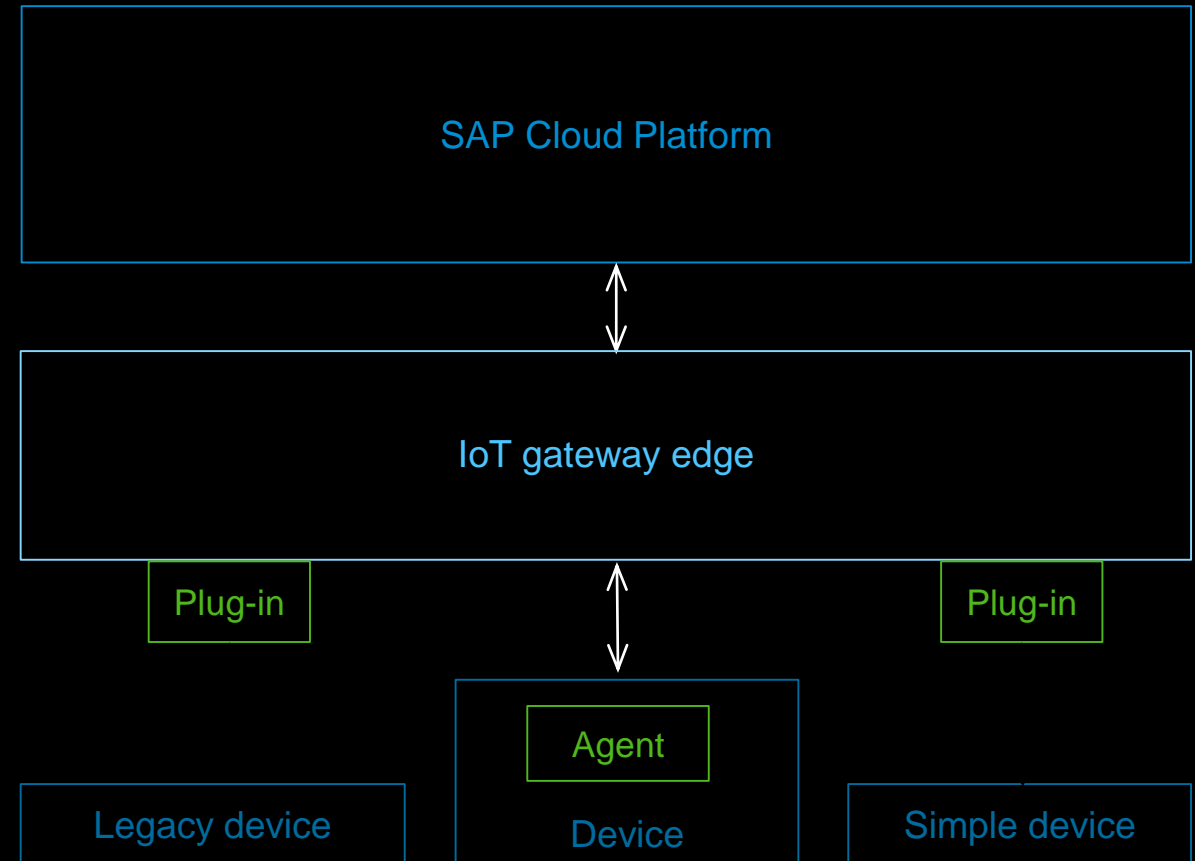 SAP Cloud Platform
IoT gateway edge
Plug-in
Plug-in
Agent
Legacy device
Device
Simple device